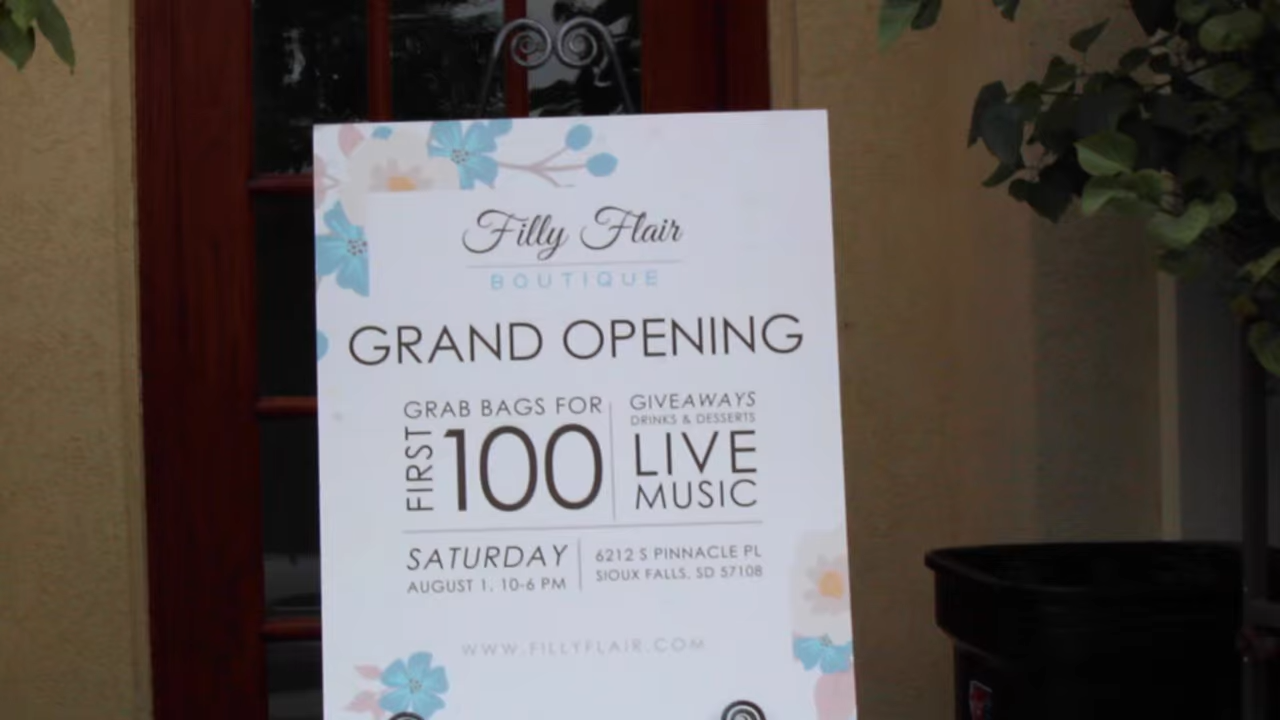 Filly Flair
BOUTIQUE
GRAND OPENING
GRAB BAGS FOR
FIRST
100
GIVEAWAYS
DRINKS & DESSERTS
LIVE
MUSIC
SATURDAY
AUGUST 1, 10-6 PM
6212 S PINNACLE PL
SIOUX FALLS, SD 57108
WWW.FILLYFLAIR.COM